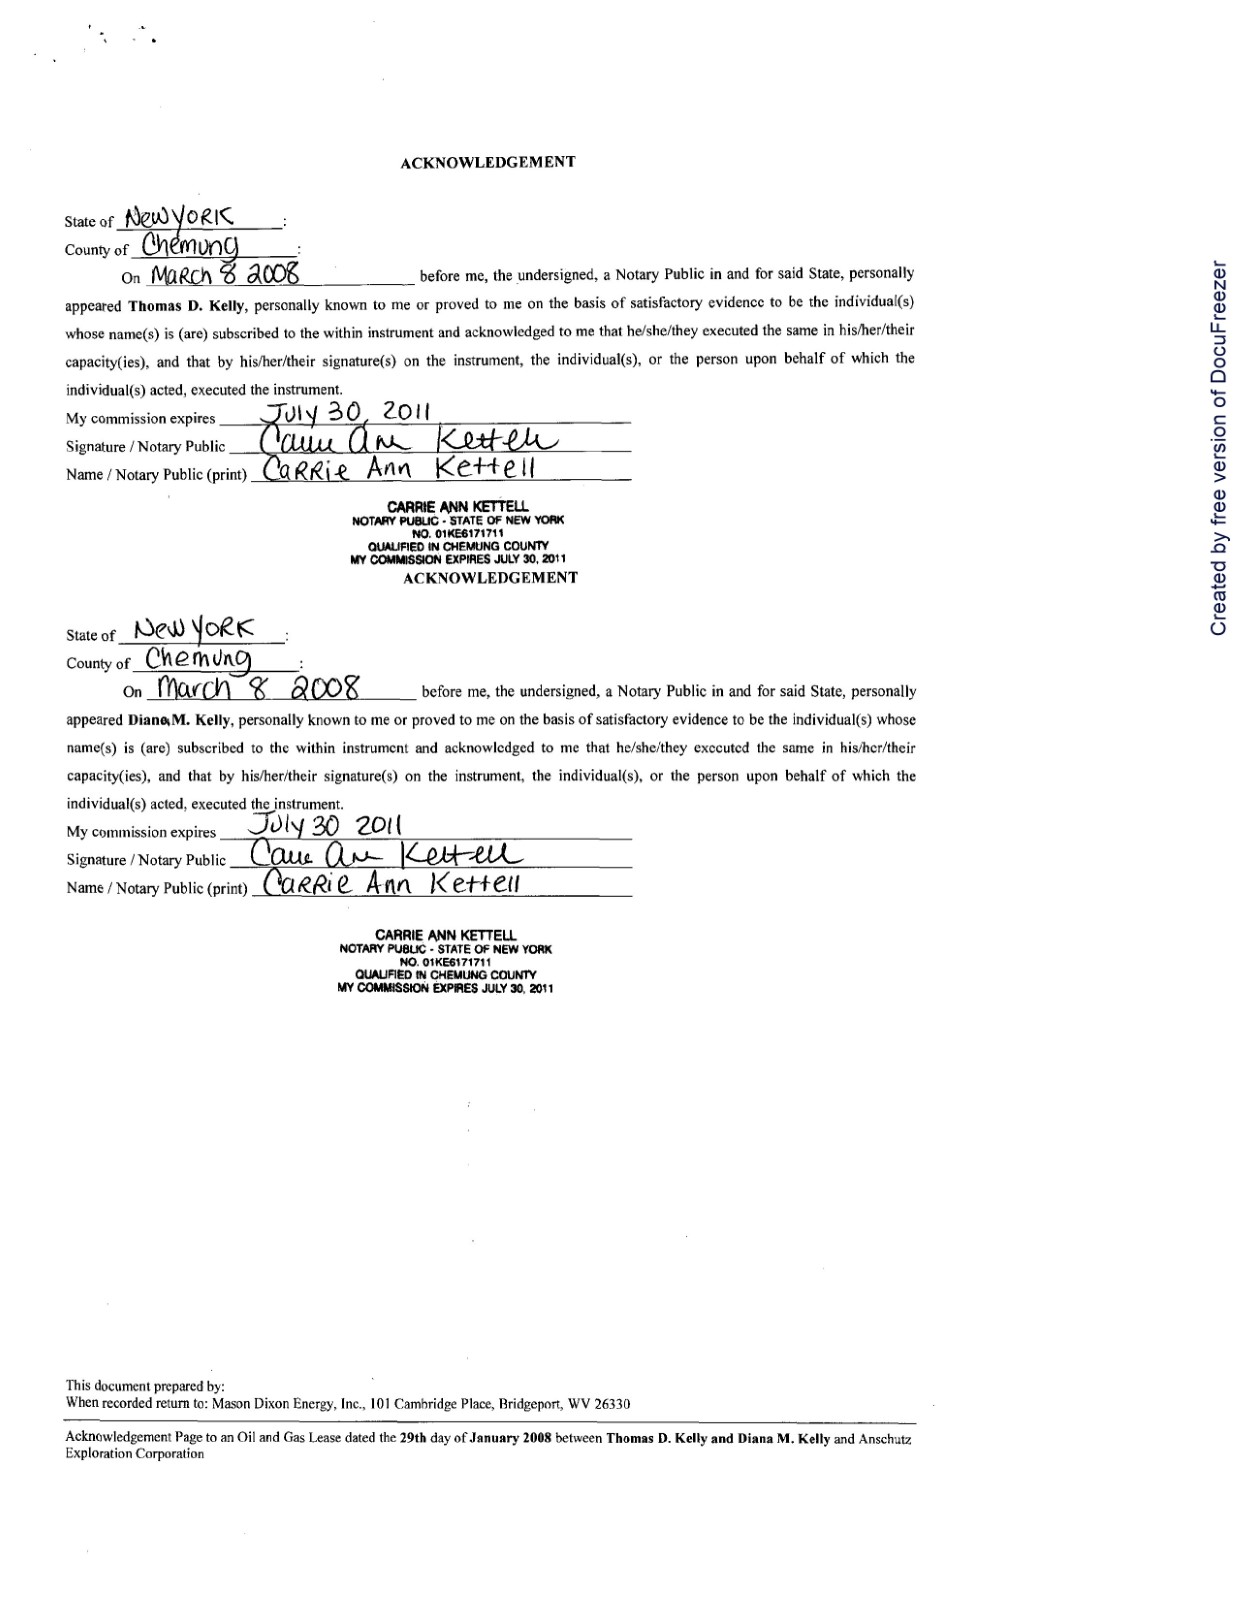 ACKNOWLEDGEMENT
State of New YORK :
County of Chemung :
On MaRch 8 2008 before me, the undersigned, a Notary Public in and for said State, personally
appeared Thomas D. Kelly, personally known to me or proved to me on the basis of satisfactory evidence to be the individual(s)
whose name(s) is (are) subscribed to the within instrument and acknowledged to me that he/she/they executed the same in his/her/their
capacity(ies), and that by his/her/their signature(s) on the instrument, the individual(s), or the person upon behalf of which the
individual(s) acted, executed the instrument.
My commission expires July 30, 2011
Signature / Notary Public Carrie Ann Kettell
Name / Notary Public (print) CaRRie Ann Kettell
CARRIE ANN KETTELL
NOTARY PUBLIC - STATE OF NEW YORK
NO. 01KE6171711
QUALIFIED IN CHEMUNG COUNTY
MY COMMISSION EXPIRES JULY 30, 2011
ACKNOWLEDGEMENT
State of New YORK :
County of Chemung :
On March 8 2008 before me, the undersigned, a Notary Public in and for said State, personally
appeared Diana M. Kelly, personally known to me or proved to me on the basis of satisfactory evidence to be the individual(s) whose
name(s) is (are) subscribed to the within instrument and acknowledged to me that he/she/they executed the same in his/her/their
capacity(ies), and that by his/her/their signature(s) on the instrument, the individual(s), or the person upon behalf of which the
individual(s) acted, executed the instrument.
My commission expires July 30 2011
Signature / Notary Public Carrie Ann Kettell
Name / Notary Public (print) CaRRie Ann Kettell
CARRIE ANN KETTELL
NOTARY PUBLIC - STATE OF NEW YORK
NO. 01KE6171711
QUALIFIED IN CHEMUNG COUNTY
MY COMMISSION EXPIRES JULY 30, 2011
This document prepared by:
When recorded return to: Mason Dixon Energy, Inc., 101 Cambridge Place, Bridgeport, WV 26330
Acknowledgement Page to an Oil and Gas Lease dated the 29th day of January 2008 between Thomas D. Kelly and Diana M. Kelly and Anschutz
Exploration Corporation
Created by free version of DocuFreezer